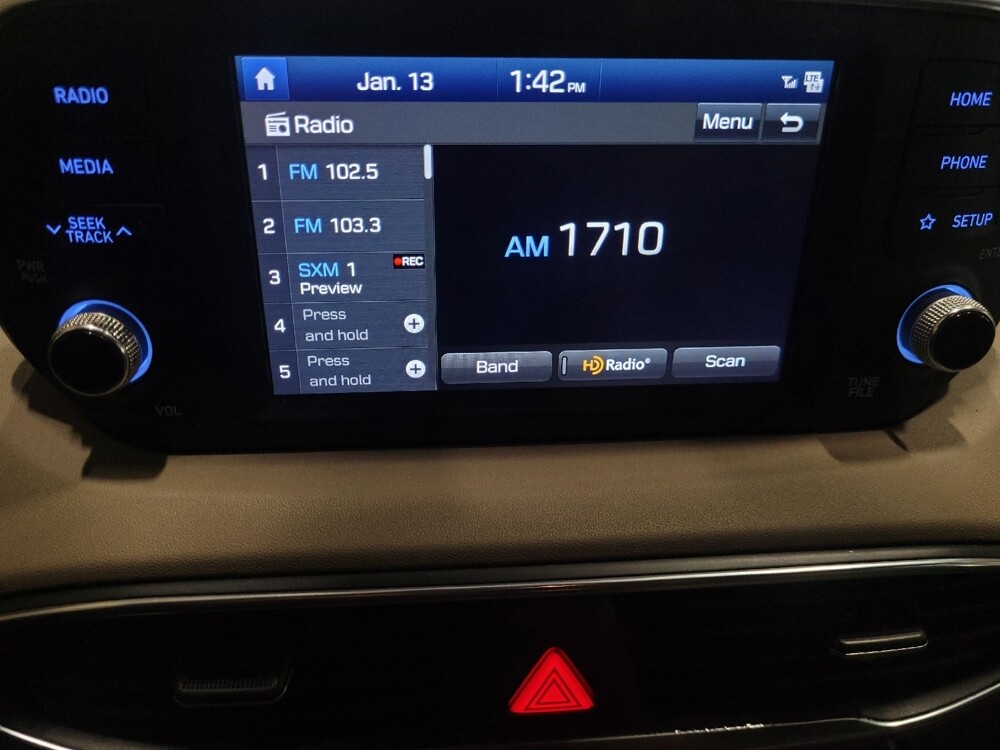 RADIO
MEDIA
SEEK
TRACK
PWR
PUSH
VOL
Jan. 13
1:42 PM
LTE
Radio
Menu
1 FM 102.5
2 FM 103.3
3 SXM 1 REC
Preview
4 Press
and hold
5 Press
and hold
AM 1710
Band
HD Radio®
Scan
HOME
PHONE
SETUP
TUNE
FILE